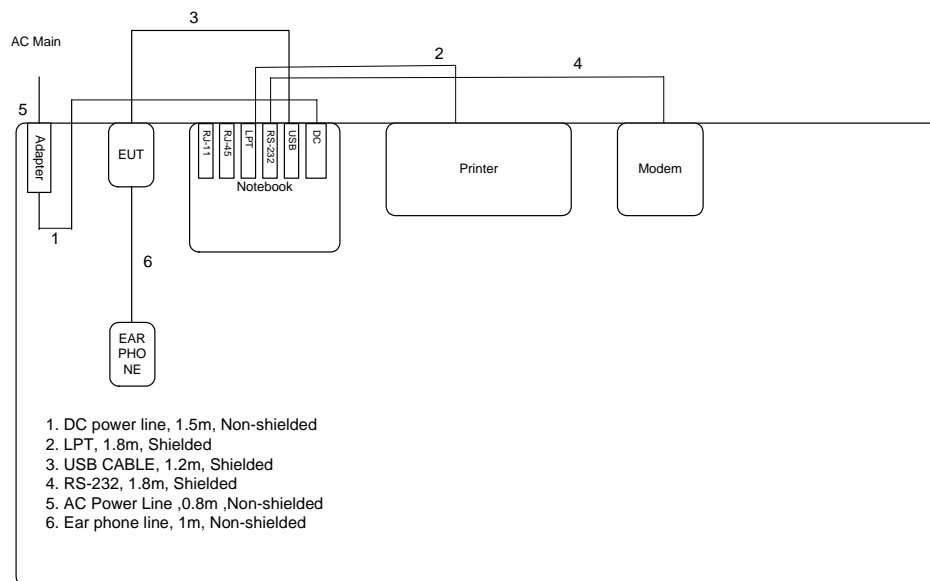 3
AC Main
2
4
5
Adapter
EUT
RJ-11
RJ-45
LPT
RS-232
USB
DC
Notebook
Printer
Modem
1
6
EAR
PHO
NE
1. DC power line, 1.5m, Non-shielded
2. LPT, 1.8m, Shielded
3. USB CABLE, 1.2m, Shielded
4. RS-232, 1.8m, Shielded
5. AC Power Line ,0.8m ,Non-shielded
6. Ear phone line, 1m, Non-shielded